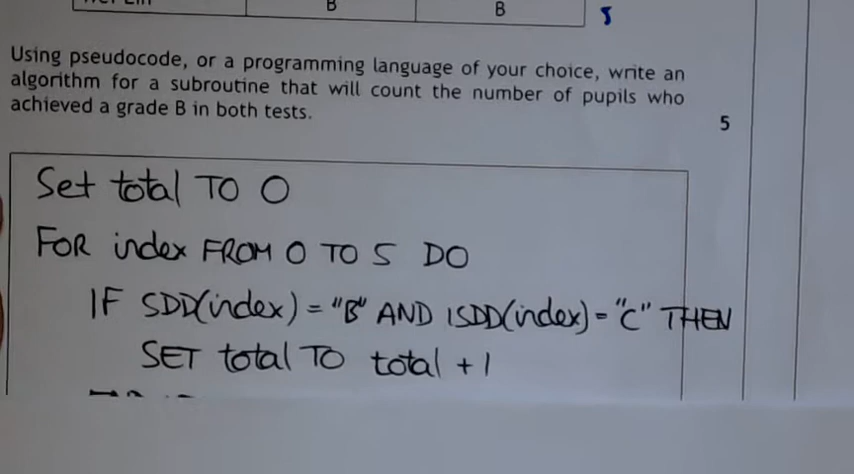 B B 5
Using pseudocode, or a programming language of your choice, write an
algorithm for a subroutine that will count the number of pupils who
achieved a grade B in both tests.
5
Set total TO 0
FOR index FROM 0 TO 5 DO
IF SDD(index) = "B" AND ISDD(index) = "C" THEN
SET total TO total + 1